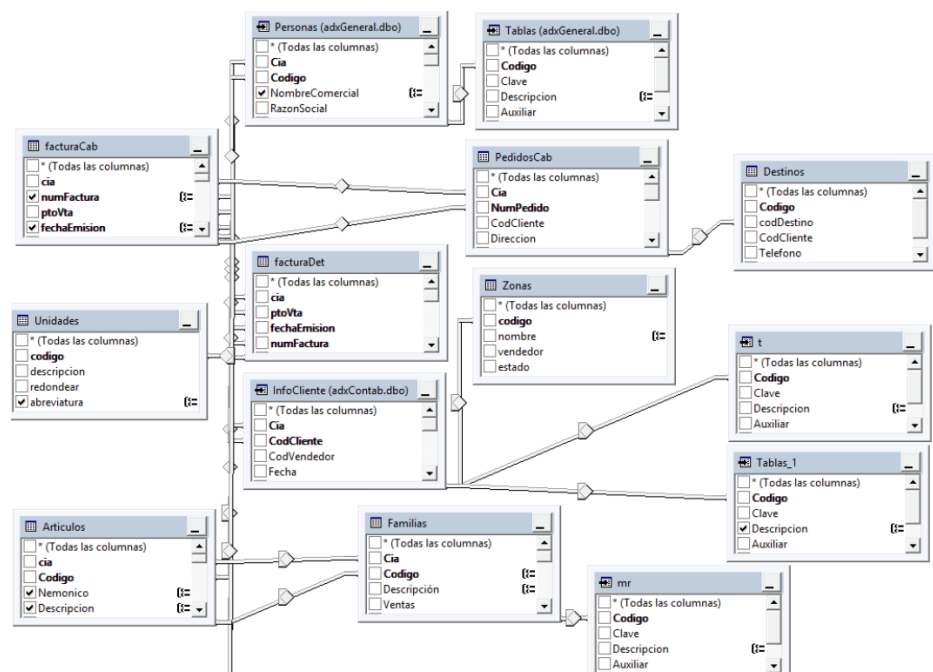 Personas (adxGeneral.dbo)
* (Todas las columnas)
Cia
Codigo
NombreComercial
RazonSocial
Tablas (adxGeneral.dbo)
* (Todas las columnas)
Codigo
Clave
Descripcion
Auxiliar
facturaCab
* (Todas las columnas)
cia
numFactura
ptoVta
fechaEmision
PedidosCab
* (Todas las columnas)
Cia
NumPedido
CodCliente
Direccion
Destinos
* (Todas las columnas)
Codigo
codDestino
CodCliente
Telefono
facturaDet
* (Todas las columnas)
cia
ptoVta
fechaEmision
numFactura
Zonas
* (Todas las columnas)
codigo
nombre
vendedor
estado
Unidades
* (Todas las columnas)
codigo
descripcion
redondear
abreviatura
t
* (Todas las columnas)
Codigo
Clave
Descripcion
Auxiliar
InfoCliente (adxContab.dbo)
* (Todas las columnas)
Cia
CodCliente
CodVendedor
Fecha
Tablas_1
* (Todas las columnas)
Codigo
Clave
Descripcion
Auxiliar
Articulos
* (Todas las columnas)
cia
Codigo
Nemonico
Descripcion
Familias
* (Todas las columnas)
Cia
Codigo
Descripción
Ventas
mr
* (Todas las columnas)
Codigo
Clave
Descripcion
Auxiliar